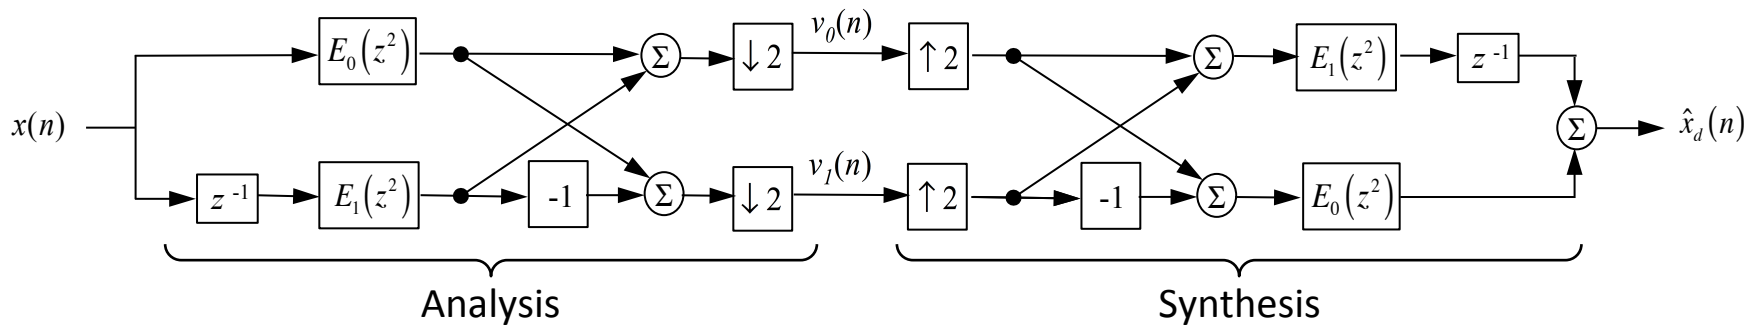 E₀(z²) Σ ↓2 v₀(n) ↑2 Σ E₁(z²) z⁻¹
x(n) Σ x̂_d(n)
z⁻¹ E₁(z²) -1 Σ ↓2 v₁(n) ↑2 -1 Σ E₀(z²)
Analysis Synthesis